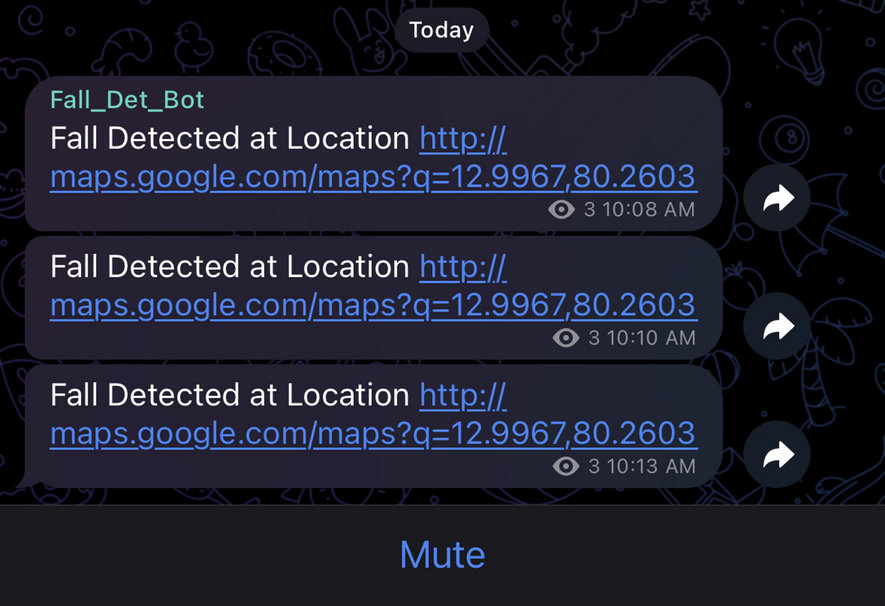 Today
Fall_Det_Bot
Fall Detected at Location http://
maps.google.com/maps?q=12.9967,80.2603
3 10:08 AM
Fall Detected at Location http://
maps.google.com/maps?q=12.9967,80.2603
3 10:10 AM
Fall Detected at Location http://
maps.google.com/maps?q=12.9967,80.2603
3 10:13 AM
Mute